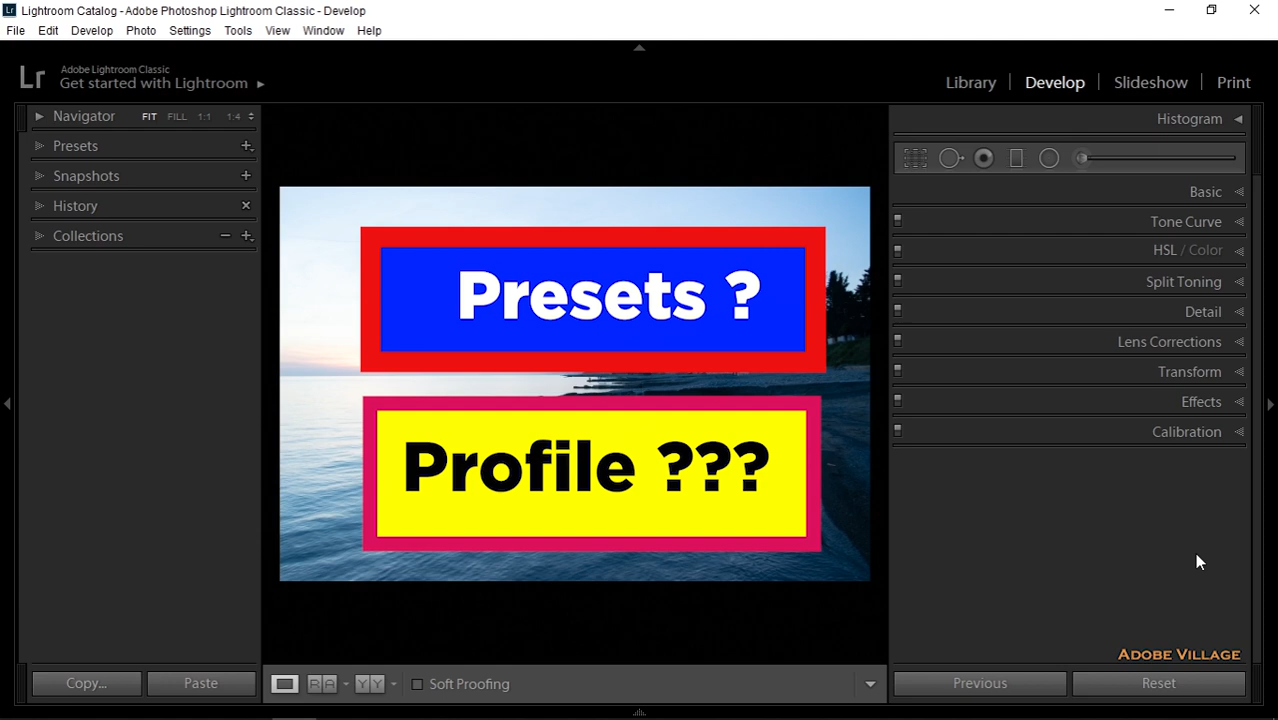 Lightroom Catalog - Adobe Photoshop Lightroom Classic - Develop
File Edit Develop Photo Settings Tools View Window Help
Lr
Adobe Lightroom Classic
Get started with Lightroom
Library Develop Slideshow Print
Navigator FIT FILL 1:1 1:4
Presets
Snapshots
History
Collections
Presets ?
Profile ???
Histogram
Basic
Tone Curve
HSL / Color
Split Toning
Detail
Lens Corrections
Transform
Effects
Calibration
ADOBE VILLAGE
Copy... Paste
R A Y Y Soft Proofing
Previous Reset